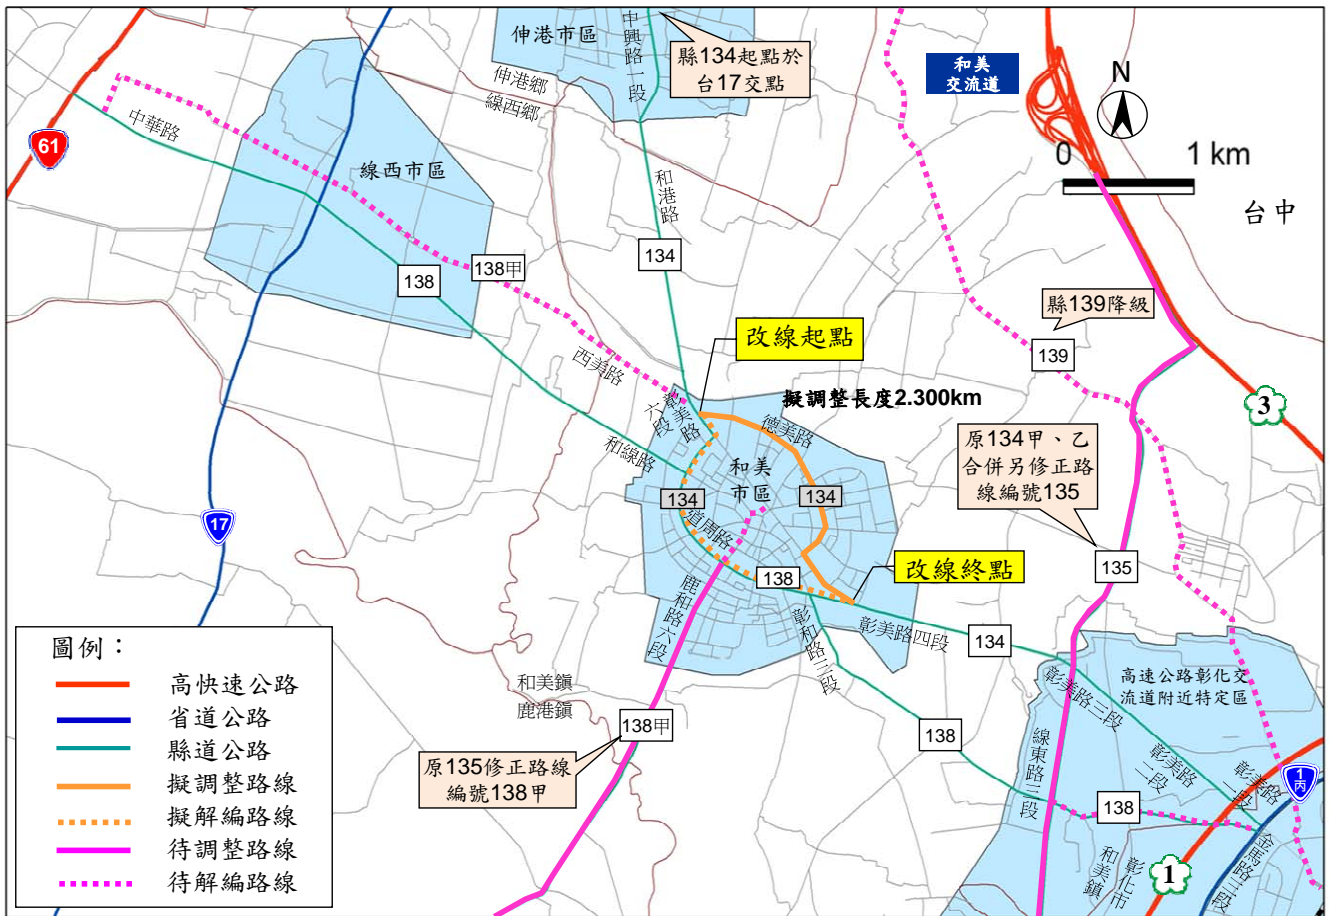 伸港市區
中興路一段
縣134起點於
台17交點
和美
交流道
N
0
1 km
台中
伸港鄉
線西鄉
61
中華路
線西市區
和港路
134
138甲
138
縣139降級
139
改線起點
西美路
彰美路
六段
擬調整長度2.300km
德美路
3
和線路
和美
市區
原134甲、乙
合併另修正路
線編號135
134
134
道周路
17
138
改線終點
135
鹿和路六段
彰和路三段
彰美路四段
134
高速公路彰化交
流道附近特定區
彰美路三段
和美鎮
鹿港鎮
138甲
138
原135修正路線
編號138甲
線東路二段
彰美路
二段
彰美路
一段
1
丙
138
金馬路三段
彰化市
和美鎮
1
圖例：
高快速公路
省道公路
縣道公路
擬調整路線
擬解編路線
待調整路線
待解編路線